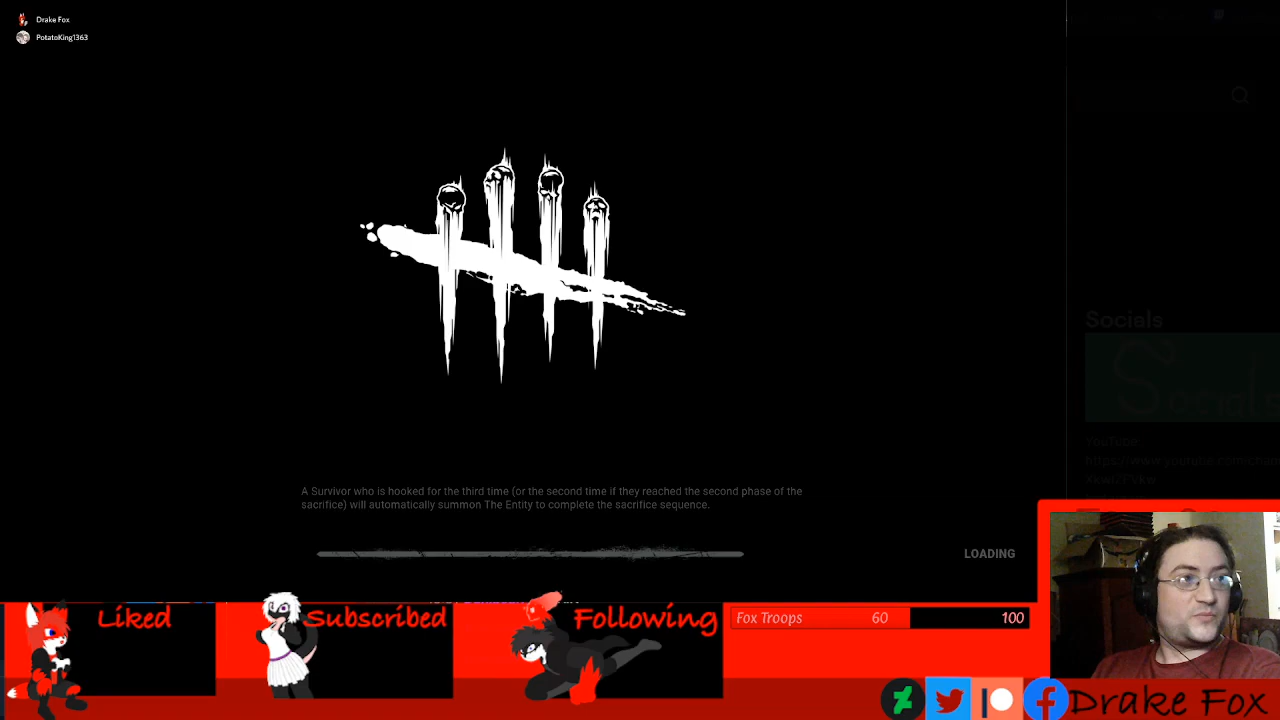 Drake Fox
PotatoKing1363
Socials
Socials
YouTube:
A Survivor who is hooked for the third time (or the second time if they reached the second phase of the
sacrifice) will automatically summon The Entity to complete the sacrifice sequence.
LOADING
Liked
Subscribed
Following
Fox Troops 60 100
Drake Fox